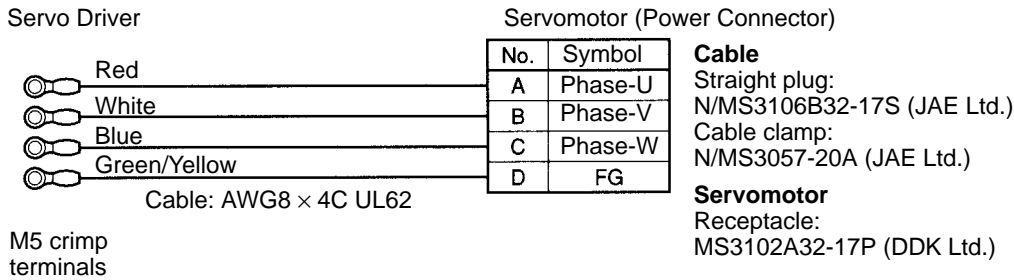 Servo Driver
Servomotor (Power Connector)
No. Symbol
Red
A Phase-U
White
B Phase-V
Blue
C Phase-W
Green/Yellow
D FG
Cable: AWG8 × 4C UL62
M5 crimp
terminals
Cable
Straight plug:
N/MS3106B32-17S (JAE Ltd.)
Cable clamp:
N/MS3057-20A (JAE Ltd.)
Servomotor
Receptacle:
MS3102A32-17P (DDK Ltd.)